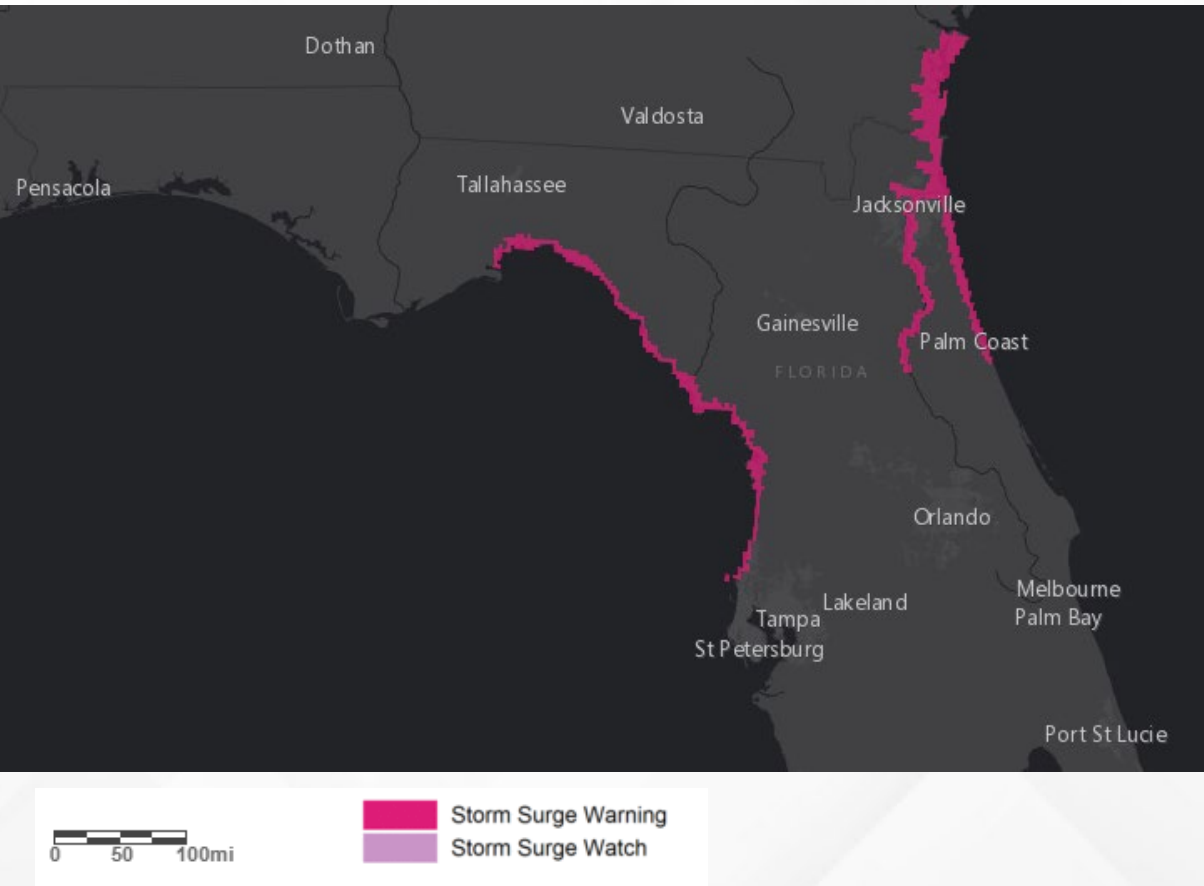 Dothan
Valdosta
Pensacola
Tallahassee
Jacksonville
Gainesville
Palm Coast
FLORIDA
Orlando
Melbourne
Lakeland
Palm Bay
Tampa
St Petersburg
Port St Lucie
Storm Surge Warning
Storm Surge Watch
0 50 100mi